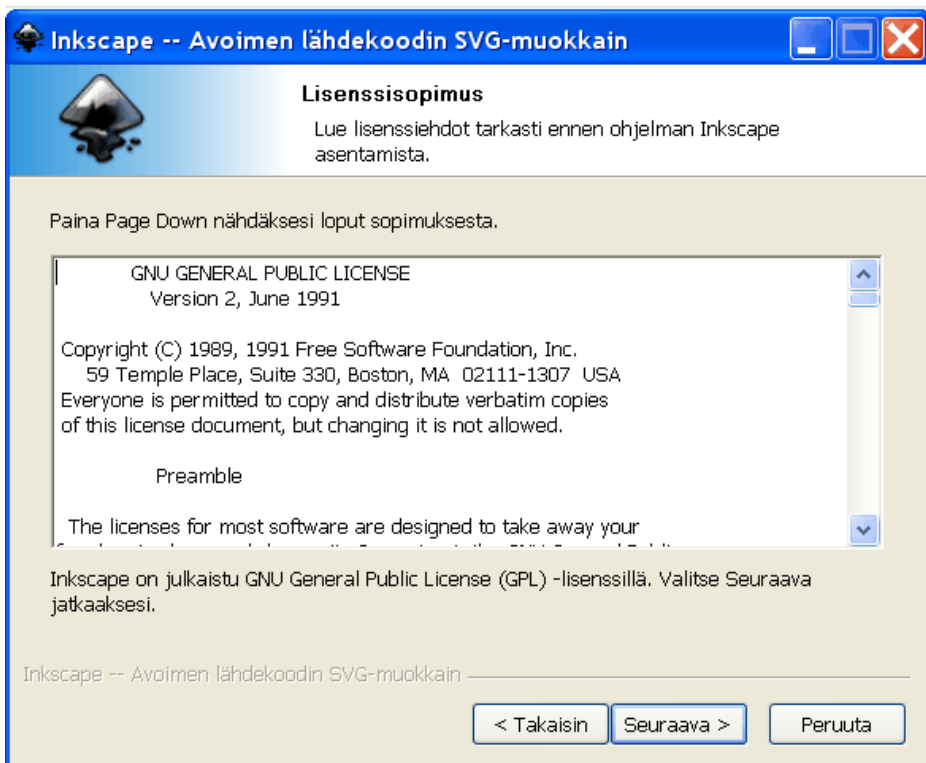 Inkscape -- Avoimen lähdekoodin SVG-muokkain
Lisenssisopimus
Lue lisenssiehdot tarkasti ennen ohjelman Inkscape
asentamista.
Paina Page Down nähdäksesi loput sopimuksesta.
GNU GENERAL PUBLIC LICENSE
Version 2, June 1991
Copyright (C) 1989, 1991 Free Software Foundation, Inc.
59 Temple Place, Suite 330, Boston, MA  02111-1307  USA
Everyone is permitted to copy and distribute verbatim copies
of this license document, but changing it is not allowed.
Preamble
The licenses for most software are designed to take away your
Inkscape on julkaistu GNU General Public License (GPL) -lisenssillä. Valitse Seuraava
jatkaaksesi.
Inkscape -- Avoimen lähdekoodin SVG-muokkain
< Takaisin
Seuraava >
Peruuta